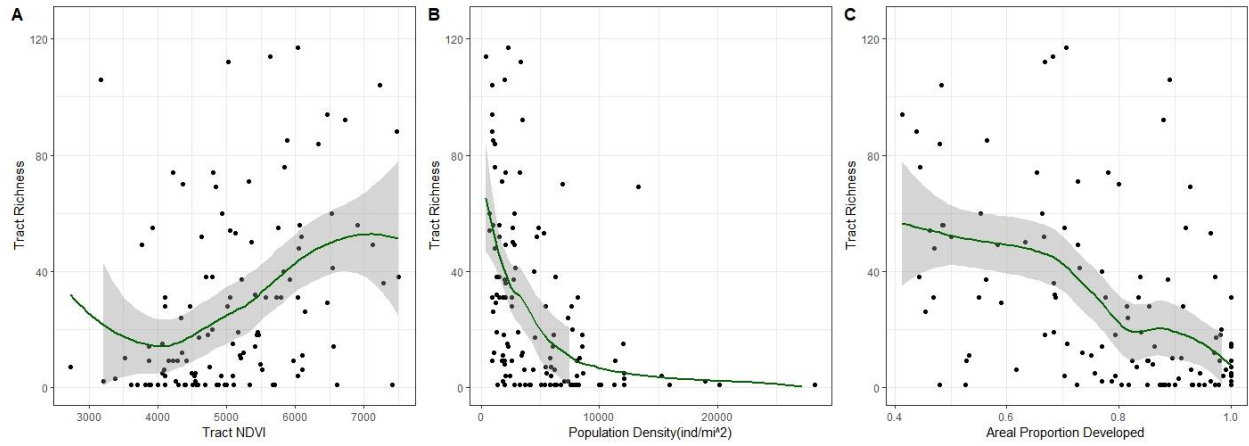 A
B
C
Tract Richness
120
80
40
0
3000 4000 5000 6000 7000
Tract NDVI
Tract Richness
120
80
40
0
0 10000 20000
Population Density(ind/mi^2)
Tract Richness
120
80
40
0
0.4 0.6 0.8 1.0
Areal Proportion Developed